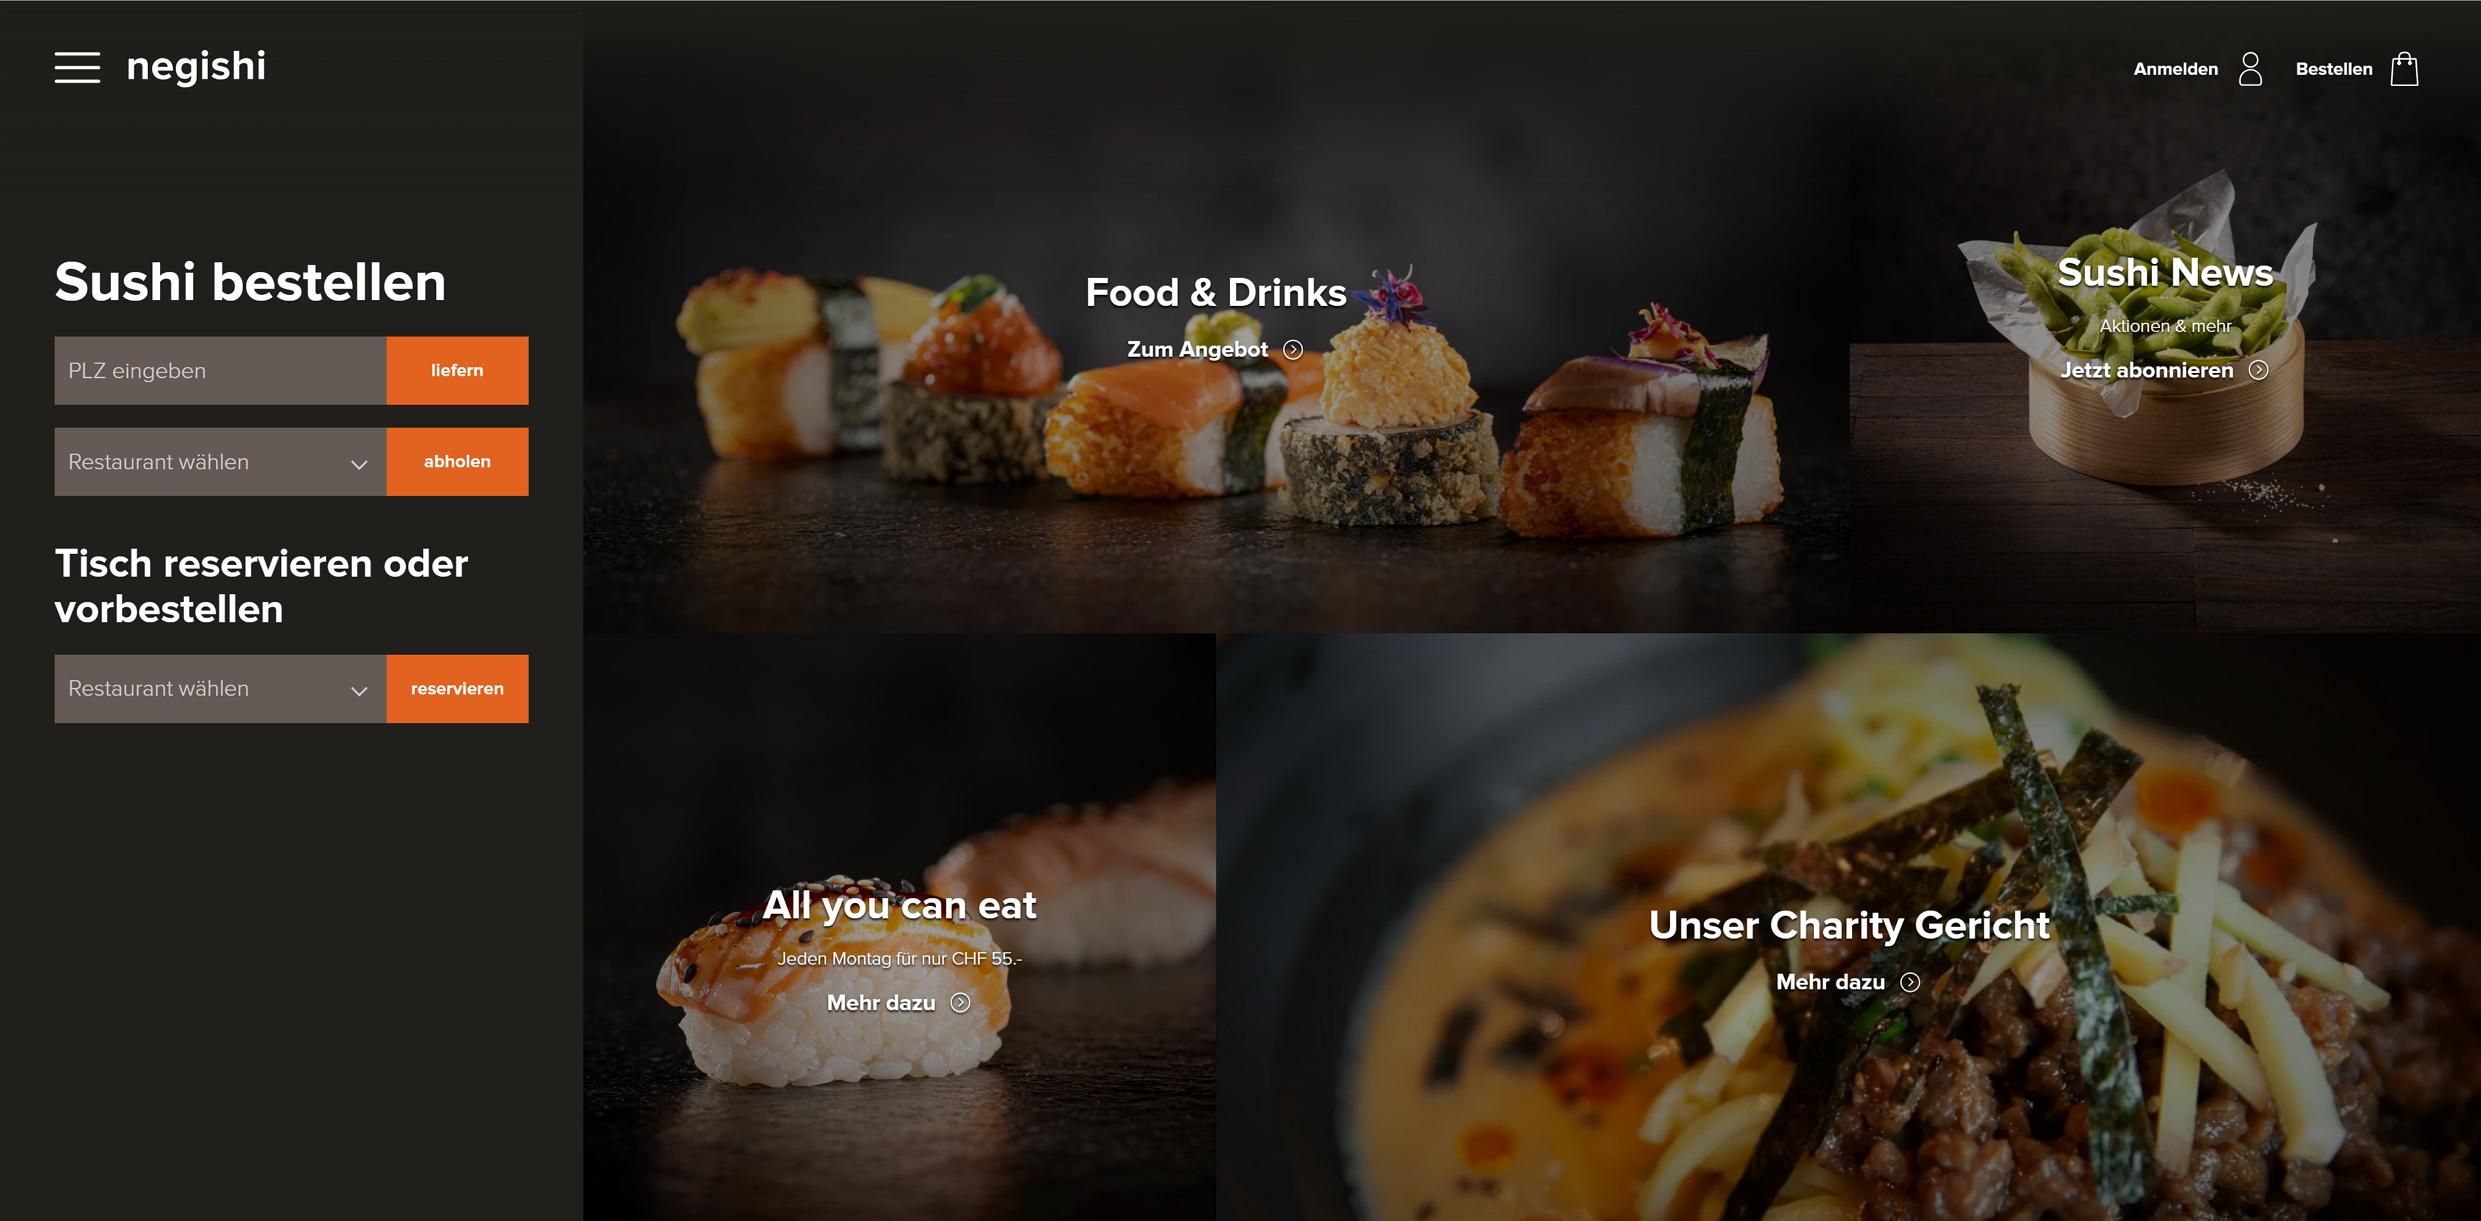 negishi
Anmelden
Bestellen
Sushi bestellen
PLZ eingeben
liefern
Restaurant wählen
abholen
Tisch reservieren oder
vorbestellen
Restaurant wählen
reservieren
Food & Drinks
Zum Angebot
Sushi News
Aktionen & mehr
Jetzt abonnieren
All you can eat
Jeden Montag für nur CHF 55.-
Mehr dazu
Unser Charity Gericht
Mehr dazu